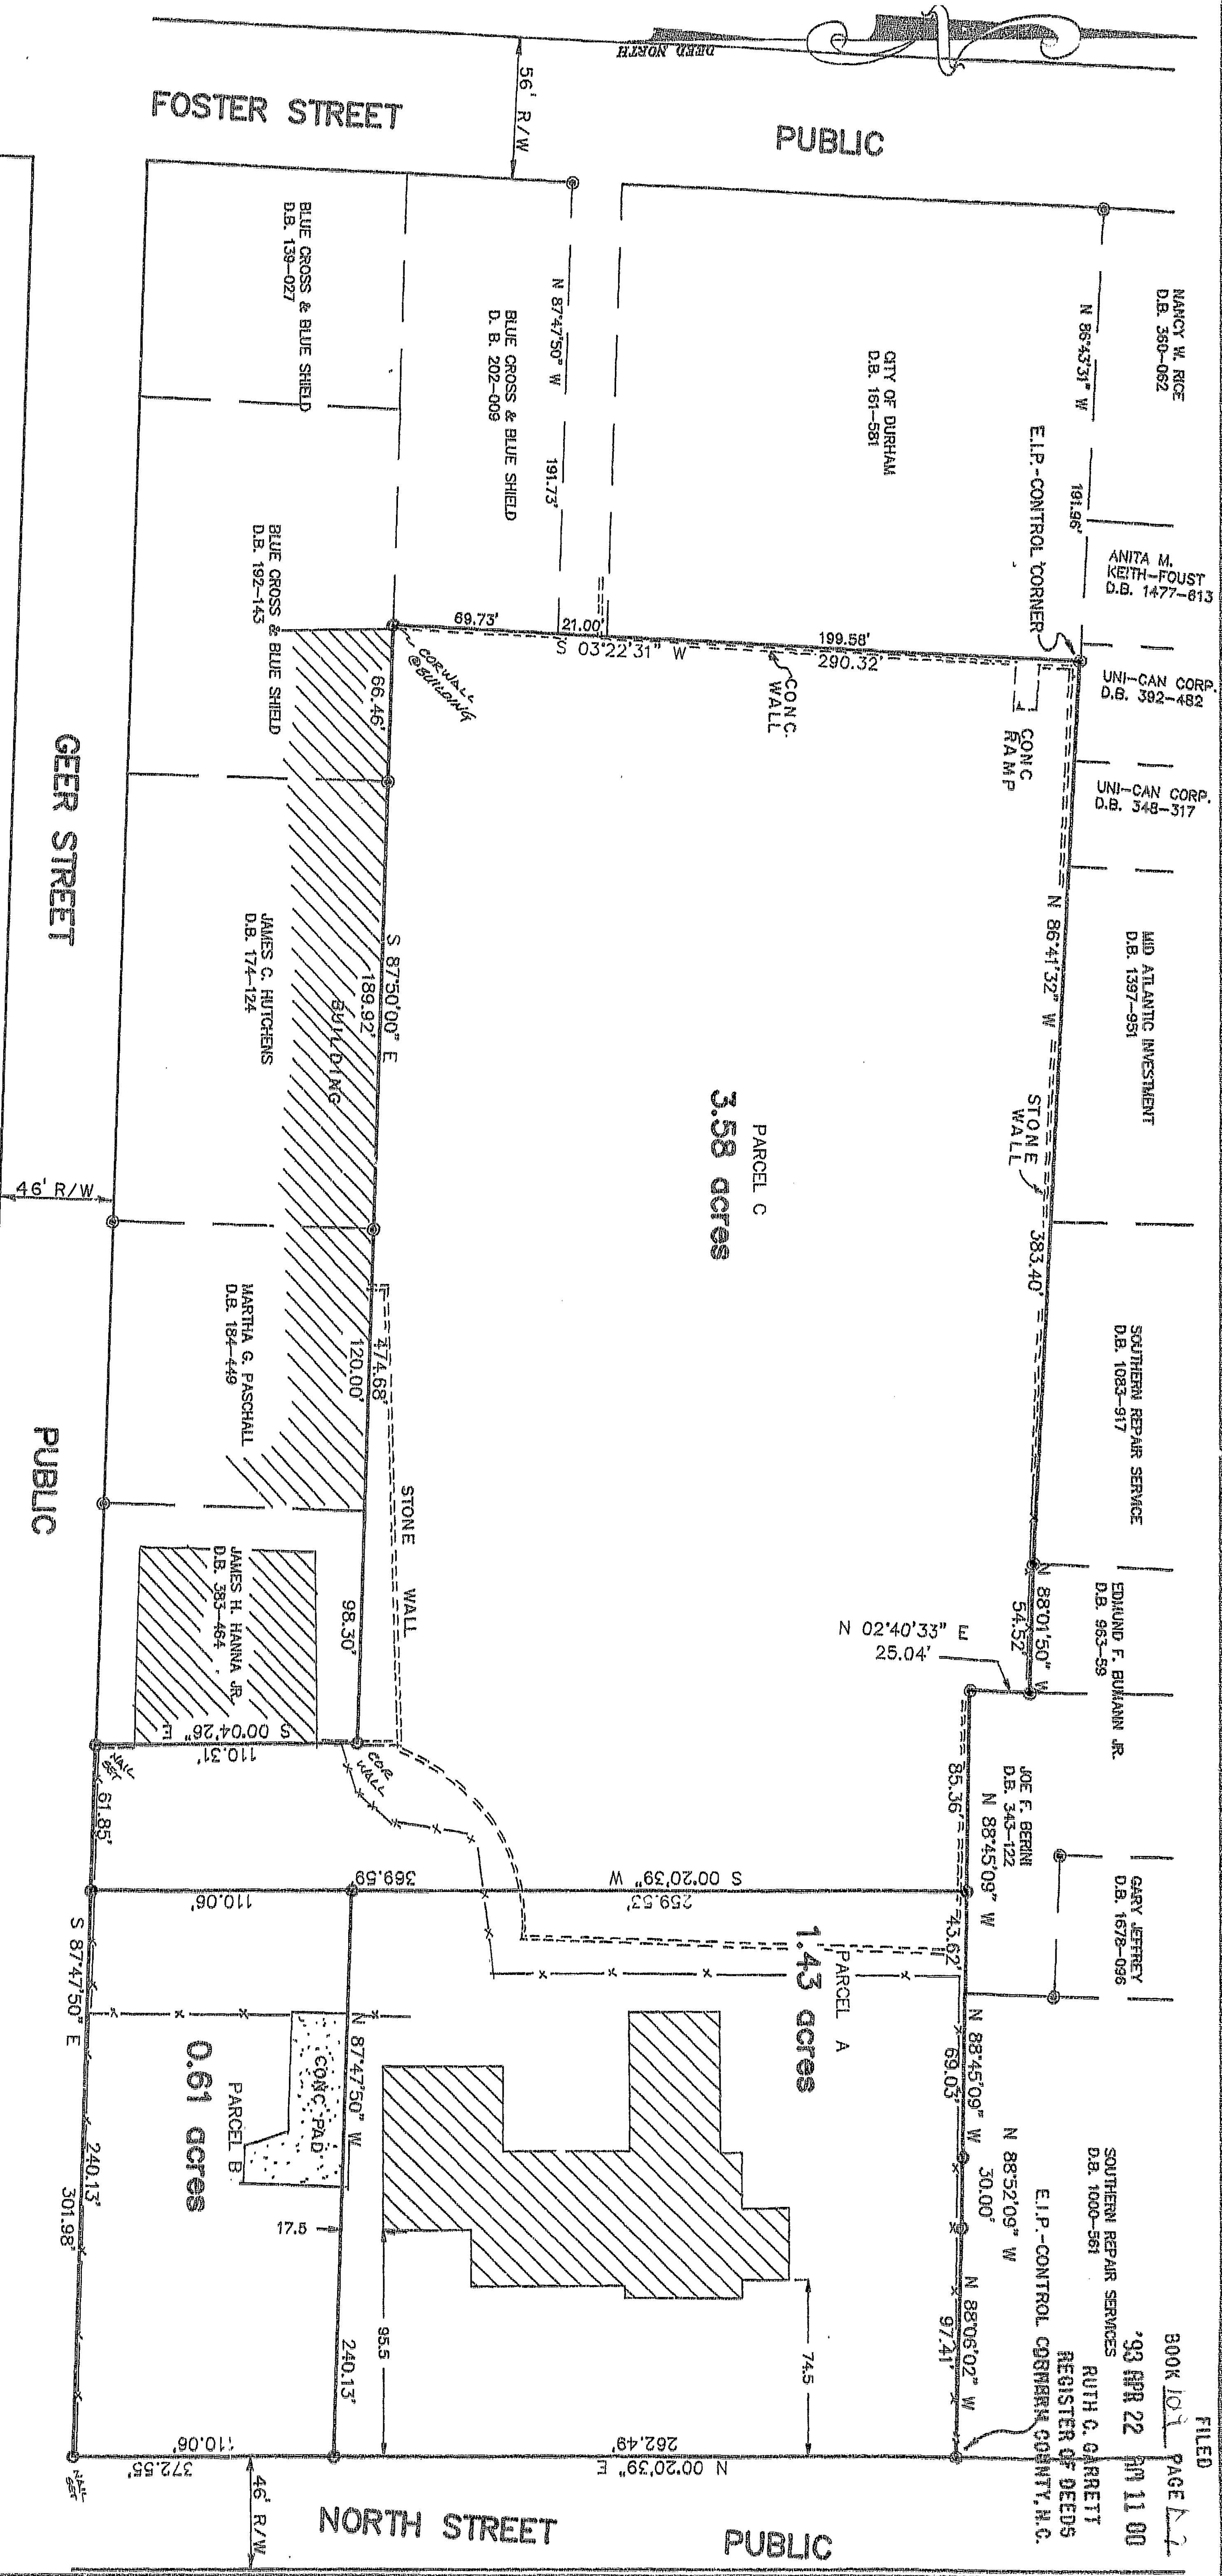 FILED
BOOK PAGE
'93 APR 22 AM 11 00
RUTH C. GARRETT
REGISTER OF DEEDS
COUNTY, N.C.
DEED NORTH
FOSTER STREET
PUBLIC
56' R/W
NANCY W. RICE
D.B. 360-062
N 86°43'31" W
191.96'
E.I.P.-CONTROL CORNER
ANITA M.
KEITH-FOUST
D.B. 1477-613
UNI-CAN CORP.
D.B. 392-482
UNI-CAN CORP.
D.B. 348-317
MID ATLANTIC INVESTMENT
D.B. 1397-951
SOUTHERN REPAIR SERVICE
D.B. 1083-917
EDMUND F. BUMANN JR.
D.B. 963-59
JOE F. BERINI
D.B. 343-122
GARY JEFFREY
D.B. 1678-096
SOUTHERN REPAIR SERVICES
D.B. 1000-561
E.I.P.-CONTROL
CITY OF DURHAM
D.B. 161-581
N 87°47'50" W
191.73'
BLUE CROSS & BLUE SHIELD
D. B. 202-009
BLUE CROSS & BLUE SHIELD
D.B. 139-027
BLUE CROSS & BLUE SHIELD
D.B. 192-143
69.73'
21.00'
199.58'
S 03°22'31" W
290.32'
CONC.
WALL
CONC
RAMP
COR WALL
@BUILDING
N 86°41'32" W
STONE
WALL
383.40'
N 88°01'50" W
54.52'
N 02°40'33" E
25.04'
85.36'
N 88°45'09" W
43.62'
N 88°45'09" W
69.03'
N 88°52'09" W
30.00'
N 88°06'02" W
97.41'
PARCEL C
3.58 acres
66.46'
S 87°50'00" E
189.92'
BUILDING
474.68'
120.00'
98.30'
STONE WALL
JAMES C. HUTCHENS
D.B. 174-124
MARTHA G. PASCHALL
D.B. 184-449
JAMES H. HANNA JR.
D.B. 383-464
S 00°04'26" E
110.31'
COR
WALL
NAIL
SET
61.85'
369.59
S 00°20'39" W
259.53'
110.06'
PARCEL A
1.43 acres
N 87°47'50" W
CONC PAD
PARCEL B
0.61 acres
17.5
95.5
74.5
240.13'
S 87°47'50" E
240.13'
301.98'
262.49'
N 00°20'39" E
110.06'
372.55'
NAIL
SET
46' R/W
NORTH STREET
PUBLIC
46' R/W
GEER STREET
PUBLIC